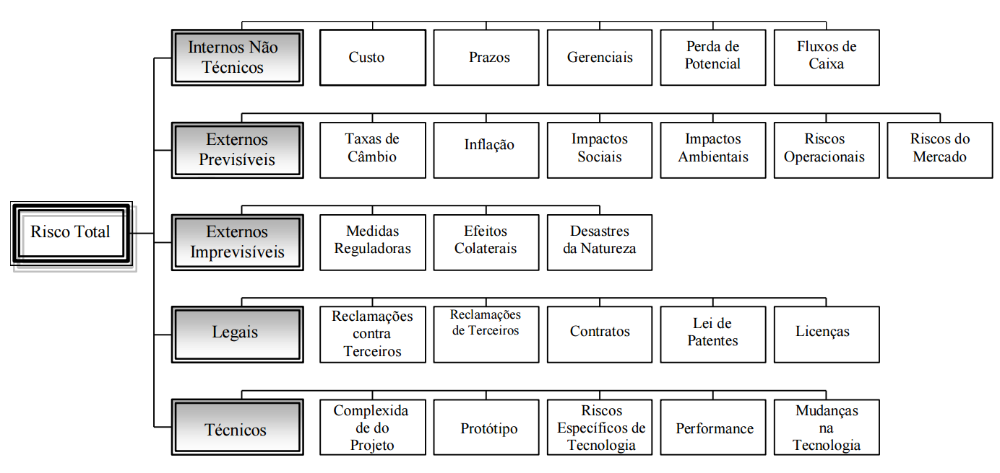 Internos Não
Técnicos
Custo
Prazos
Gerenciais
Perda de
Potencial
Fluxos de
Caixa
Externos
Previsíveis
Taxas de
Câmbio
Inflação
Impactos
Sociais
Impactos
Ambientais
Riscos
Operacionais
Riscos do
Mercado
Risco Total
Externos
Imprevisíveis
Medidas
Reguladoras
Efeitos
Colaterais
Desastres
da Natureza
Legais
Reclamações
contra
Terceiros
Reclamações
de Terceiros
Contratos
Lei de
Patentes
Licenças
Técnicos
Complexida
de do
Projeto
Protótipo
Riscos
Específicos de
Tecnologia
Performance
Mudanças
na
Tecnologia